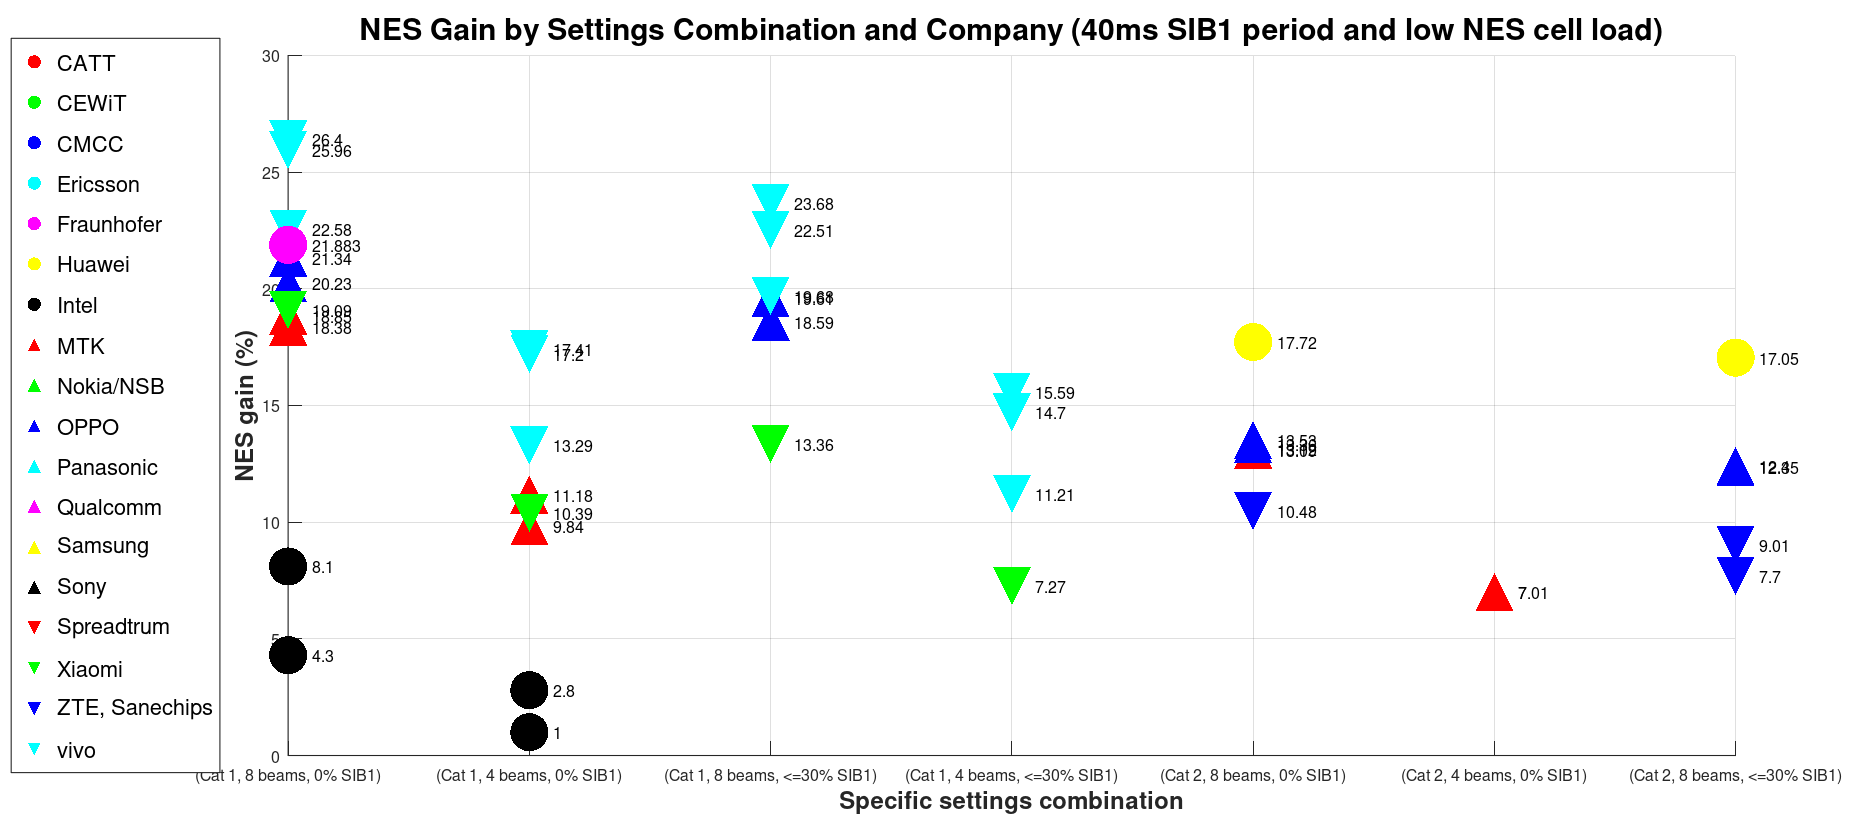 NES Gain by Settings Combination and Company (40ms SIB1 period and low NES cell load)
CATT
CEWiT
CMCC
Ericsson
Fraunhofer
Huawei
Intel
MTK
Nokia/NSB
OPPO
Panasonic
Qualcomm
Samsung
Sony
Spreadtrum
Xiaomi
ZTE, Sanechips
vivo
NES gain (%)
30
25
20
15
10
5
0
26.4
25.96
22.58
21.883
21.34
20.23
19.09
18.38
8.1
4.3
17.41
17.2
13.29
11.18
10.39
9.84
2.8
1
23.68
22.51
19.68
18.59
13.36
15.59
14.7
11.21
7.27
17.72
13.53
10.48
7.01
17.05
9.01
7.7
(Cat 1, 8 beams, 0% SIB1)
(Cat 1, 4 beams, 0% SIB1)
(Cat 1, 8 beams, <=30% SIB1)
(Cat 1, 4 beams, <=30% SIB1)
(Cat 2, 8 beams, 0% SIB1)
(Cat 2, 4 beams, 0% SIB1)
(Cat 2, 8 beams, <=30% SIB1)
Specific settings combination